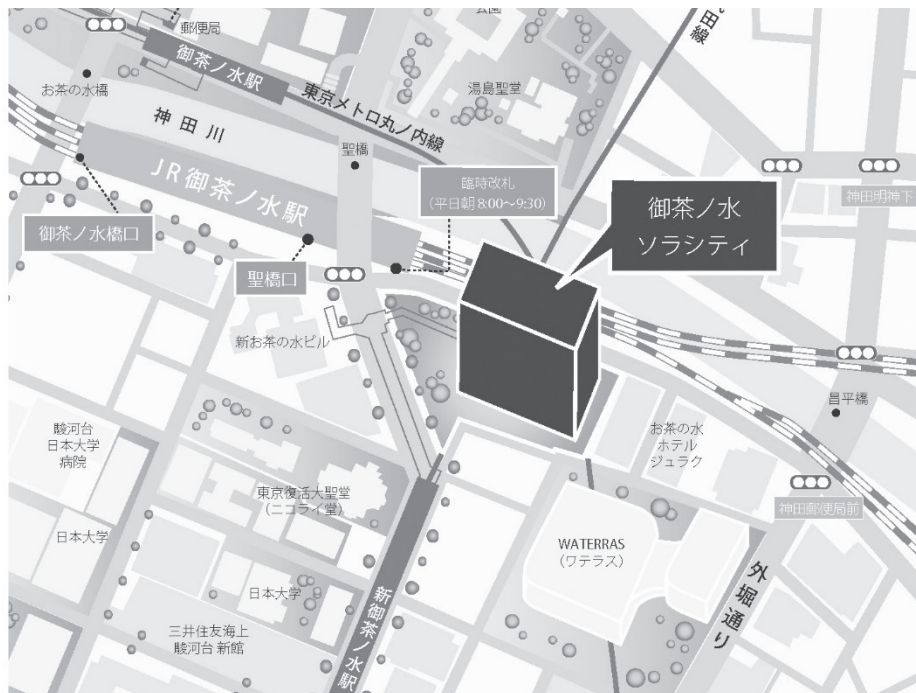 郵便局
公園
田線
御茶ノ水駅
お茶の水橋
東京メトロ丸ノ内線
湯島聖堂
神田川
聖橋
臨時改札
(平日朝8:00〜9:30)
神田明神下
JR御茶ノ水駅
御茶ノ水
ソラシティ
御茶ノ水橋口
聖橋口
新お茶の水ビル
昌平橋
駿河台
日本大学
病院
お茶の水
ホテル
ジュラク
東京復活大聖堂
(ニコライ堂)
神田郵便局前
日本大学
WATERRAS
(ワテラス)
外堀通り
日本大学
新御茶ノ水駅
三井住友海上
駿河台 新館